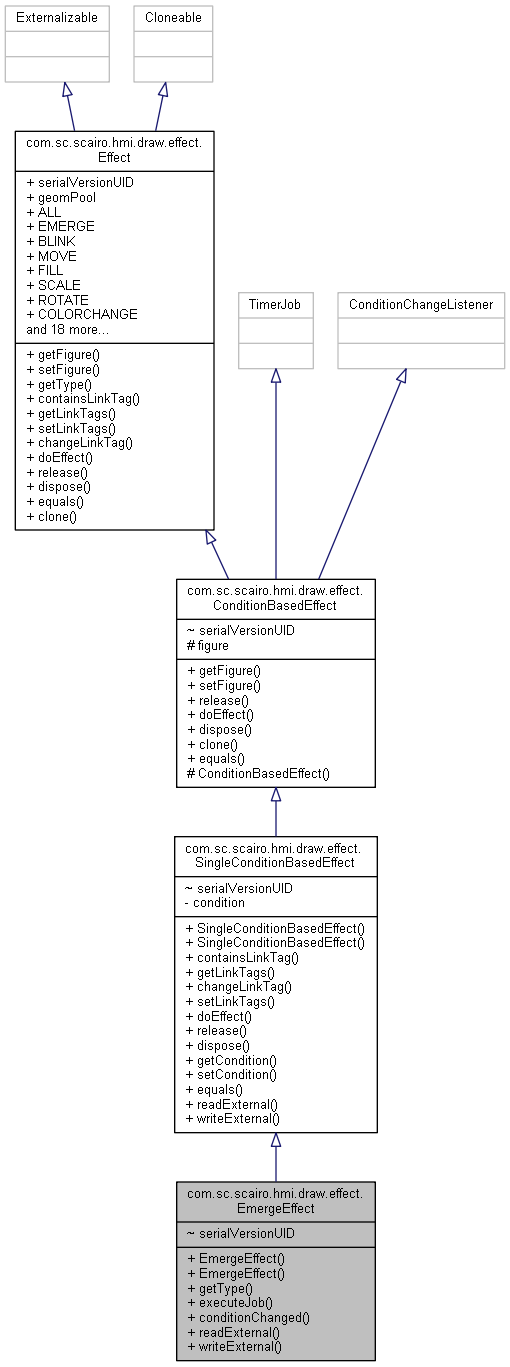 Externalizable
Cloneable
com.sc.scairo.hmi.draw.effect.
Effect
+ serialVersionUID
+ geomPool
+ ALL
+ EMERGE
+ BLINK
+ MOVE
+ FILL
+ SCALE
+ ROTATE
+ COLORCHANGE
and 18 more...
+ getFigure()
+ setFigure()
+ getType()
+ containsLinkTag()
+ getLinkTags()
+ setLinkTags()
+ changeLinkTag()
+ doEffect()
+ release()
+ dispose()
+ equals()
+ clone()
TimerJob
ConditionChangeListener
com.sc.scairo.hmi.draw.effect.
ConditionBasedEffect
~ serialVersionUID
# figure
+ getFigure()
+ setFigure()
+ release()
+ doEffect()
+ dispose()
+ clone()
+ equals()
# ConditionBasedEffect()
com.sc.scairo.hmi.draw.effect.
SingleConditionBasedEffect
~ serialVersionUID
- condition
+ SingleConditionBasedEffect()
+ SingleConditionBasedEffect()
+ containsLinkTag()
+ getLinkTags()
+ changeLinkTag()
+ setLinkTags()
+ doEffect()
+ release()
+ dispose()
+ getCondition()
+ setCondition()
+ equals()
+ readExternal()
+ writeExternal()
com.sc.scairo.hmi.draw.effect.
EmergeEffect
~ serialVersionUID
+ EmergeEffect()
+ EmergeEffect()
+ getType()
+ executeJob()
+ conditionChanged()
+ readExternal()
+ writeExternal()